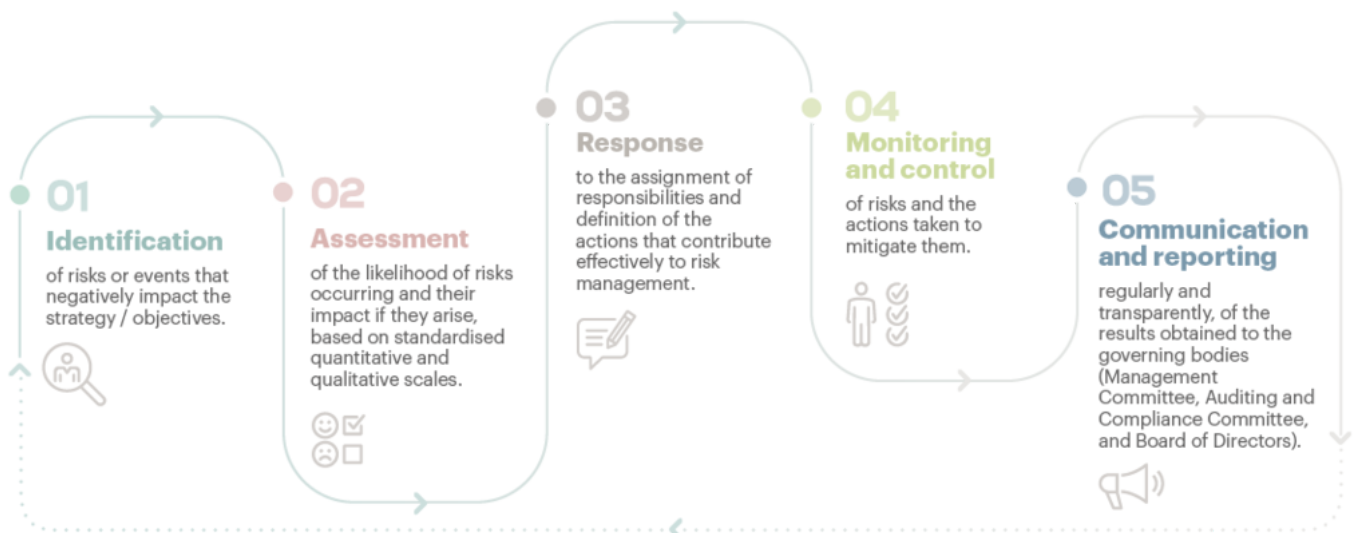 01
Identification
of risks or events that
negatively impact the
strategy / objectives.
02
Assessment
of the likelihood of risks
occurring and their
impact if they arise,
based on standardised
quantitative and
qualitative scales.
03
Response
to the assignment of
responsibilities and
definition of the
actions that contribute
effectively to risk
management.
04
Monitoring
and control
of risks and the
actions taken to
mitigate them.
05
Communication
and reporting
regularly and
transparently, of the
results obtained to the
governing bodies
(Management
Committee, Auditing and
Compliance Committee,
and Board of Directors).